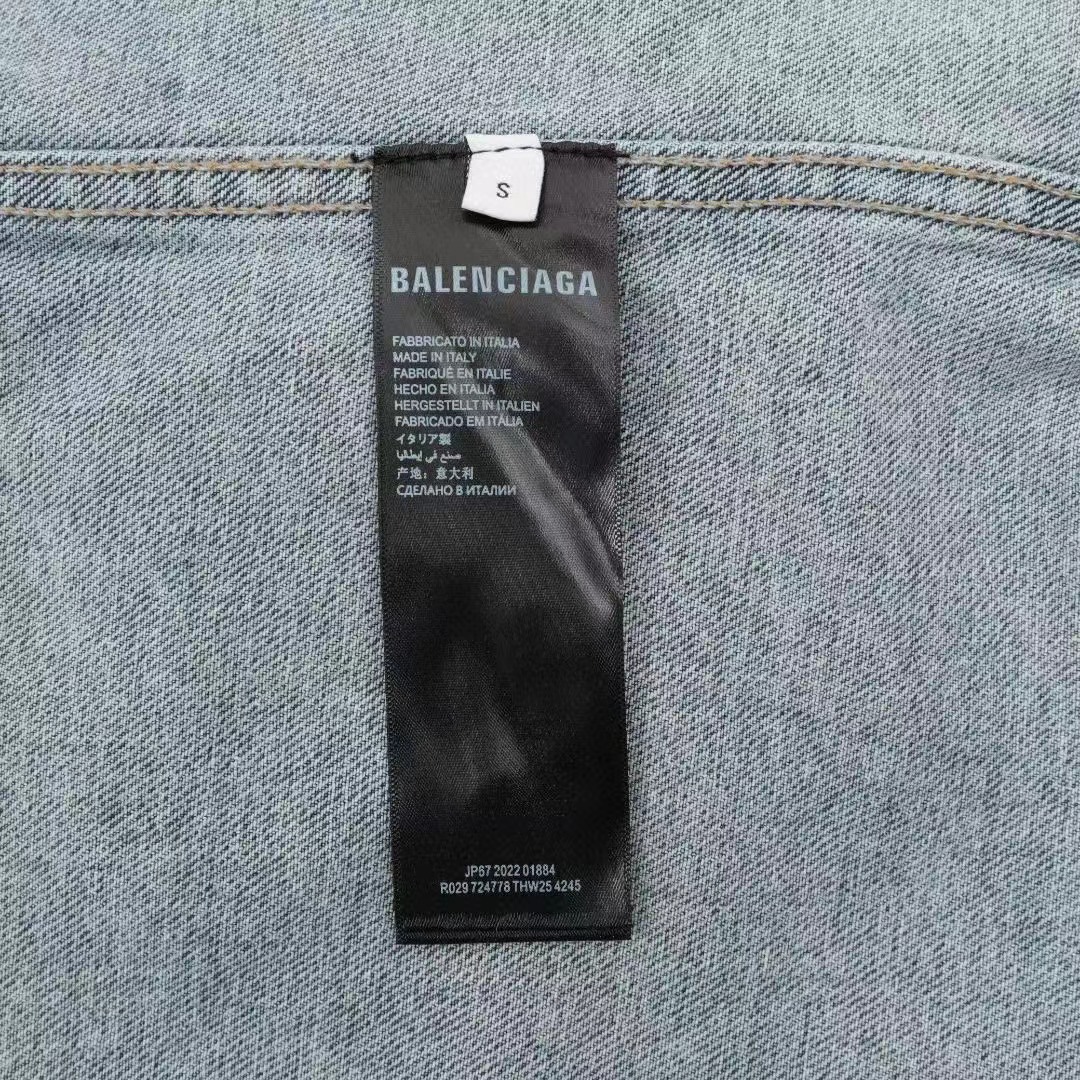 S
BALENCIAGA
FABBRICATO IN ITALIA
MADE IN ITALY
FABRIQUÉ EN ITALIE
HECHO EN ITALIA
HERGESTELLT IN ITALIEN
FABRICADO EM ITÁLIA
イタリア製
صنع في إيطاليا
产地：意大利
СДЕЛАНО В ИТАЛИИ
JP67 2022 01884
R029 724778 THW25 4245